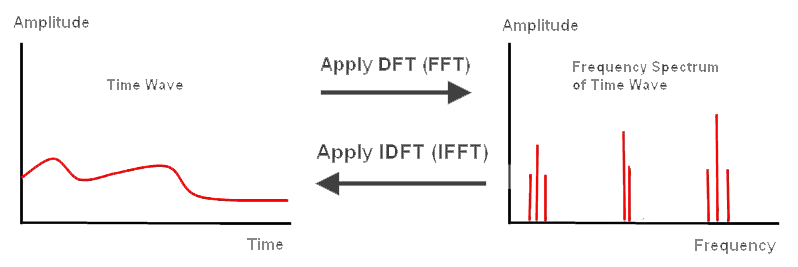 Amplitude
Time Wave
Time
Apply DFT (FFT)
Apply IDFT (IFFT)
Amplitude
Frequency Spectrum
of Time Wave
Frequency